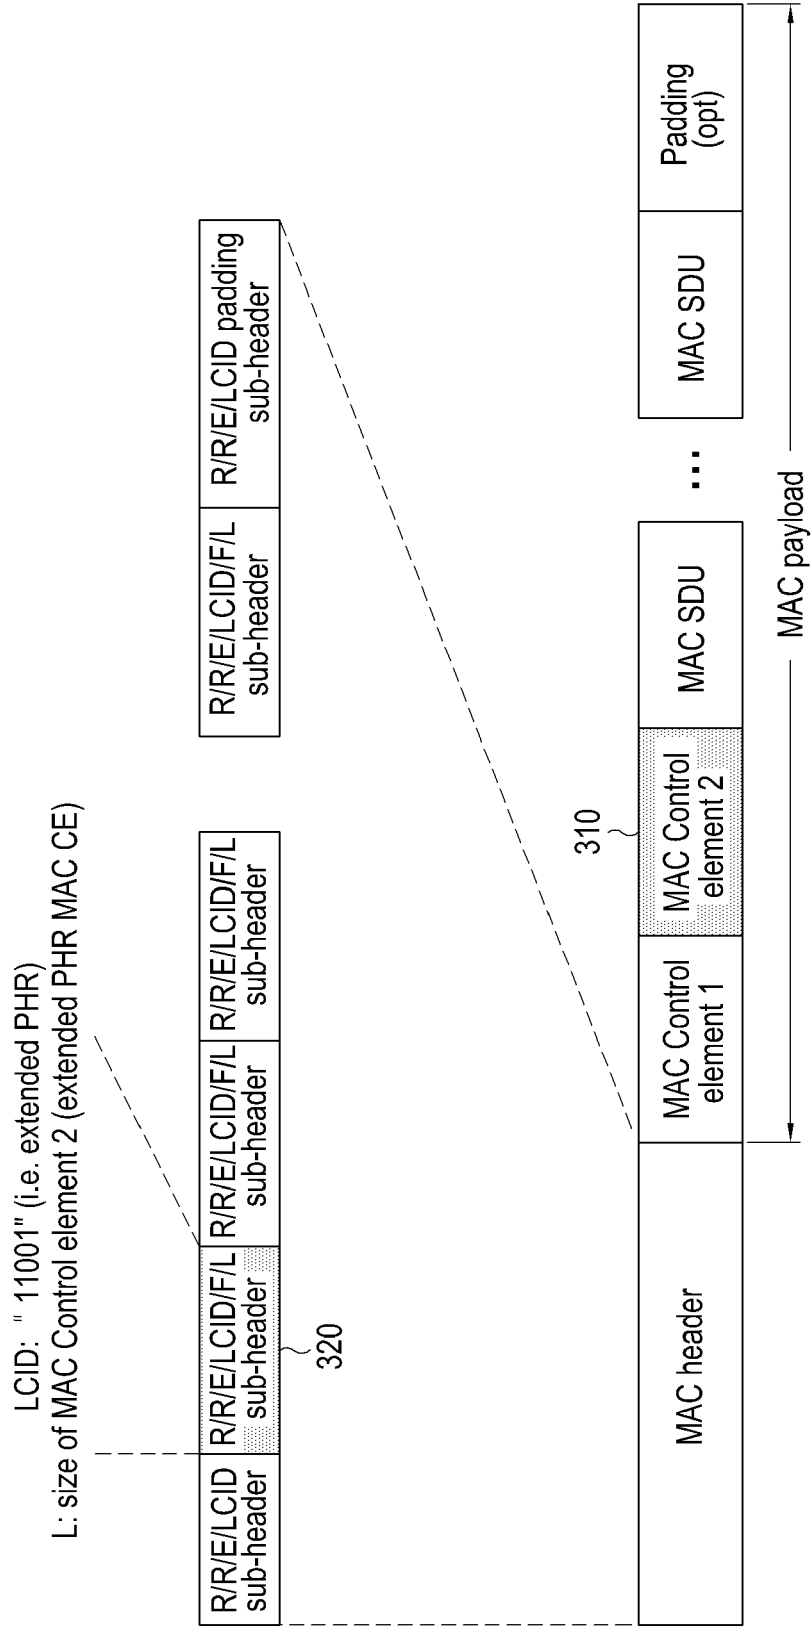 LCID: " 11001" (i.e. extended PHR)
L: size of MAC Control element 2 (extended PHR MAC CE)
R/R/E/LCID
sub-header
R/R/E/LCID/F/L
sub-header
R/R/E/LCID/F/L
sub-header
R/R/E/LCID/F/L
sub-header
R/R/E/LCID/F/L
sub-header
R/R/E/LCID padding
sub-header
320
310
MAC header
MAC Control
element 1
MAC Control
element 2
MAC SDU
...
MAC SDU
Padding
(opt)
MAC payload